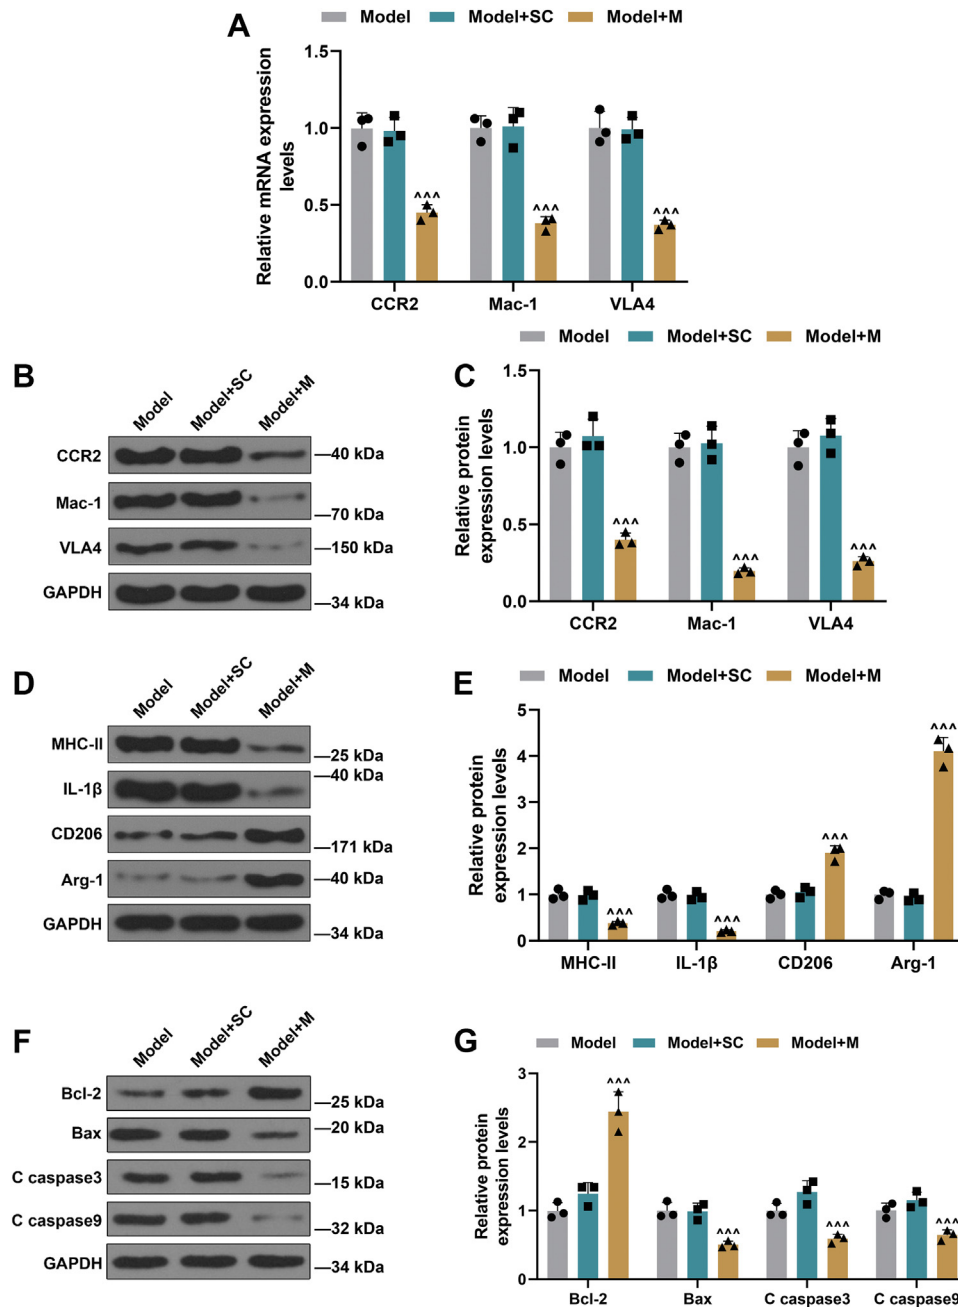 A
Model Model+SC Model+M
Relative mRNA expression
levels
1.5
1.0
0.5
0.0
^^^
^^^
^^^
CCR2 Mac-1 VLA4
B
Model Model+SC Model+M
CCR2 —40 kDa
Mac-1 —70 kDa
VLA4 —150 kDa
GAPDH —34 kDa
C
Model Model+SC Model+M
Relative protein
expression levels
1.5
1.0
0.5
0.0
^^^
^^^
^^^
CCR2 Mac-1 VLA4
D
Model Model+SC Model+M
MHC-II —25 kDa
IL-1β —40 kDa
CD206 —171 kDa
Arg-1 —40 kDa
GAPDH —34 kDa
E
Model Model+SC Model+M
Relative protein
expression levels
5
4
3
2
1
0
^^^
^^^
^^^
^^^
MHC-II IL-1β CD206 Arg-1
F
Model Model+SC Model+M
Bcl-2 —25 kDa
Bax —20 kDa
C caspase3 —15 kDa
C caspase9 —32 kDa
GAPDH —34 kDa
G
Model Model+SC Model+M
Relative protein
expression levels
3
2
1
0
^^^
^^^
^^^
^^^
Bcl-2 Bax C caspase3 C caspase9